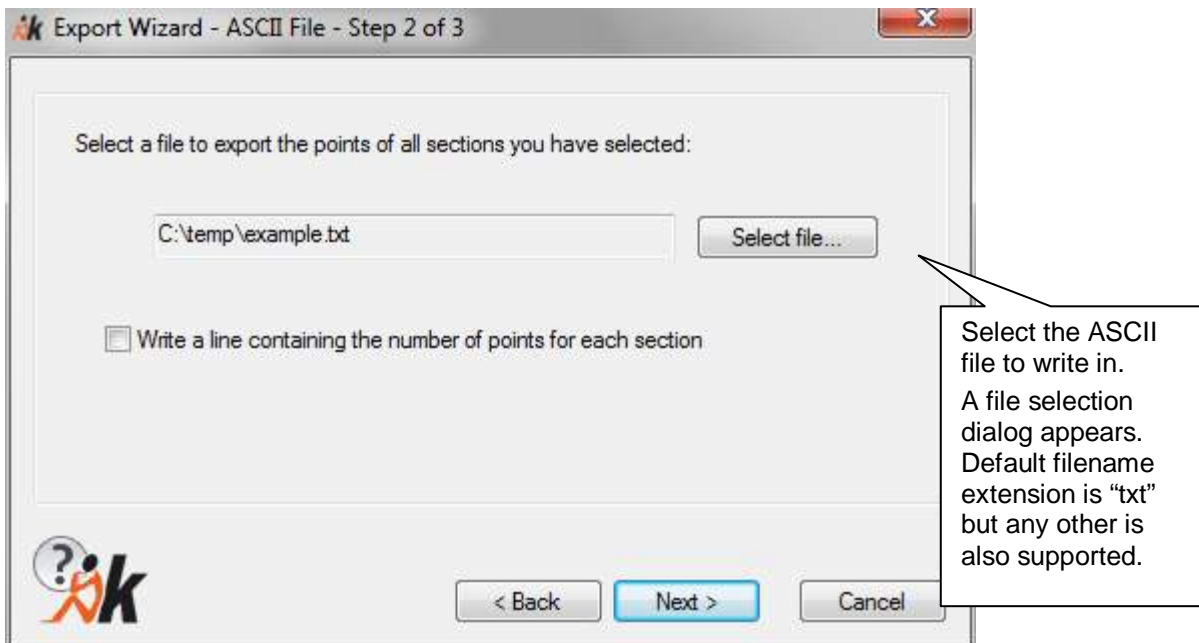 Export Wizard - ASCII File - Step 2 of 3
Select a file to export the points of all sections you have selected:
C:\temp\example.txt
Select file...
Write a line containing the number of points for each section
Select the ASCII
file to write in.
A file selection
dialog appears.
Default filename
extension is “txt”
but any other is
also supported.
?
k
< Back
Next >
Cancel